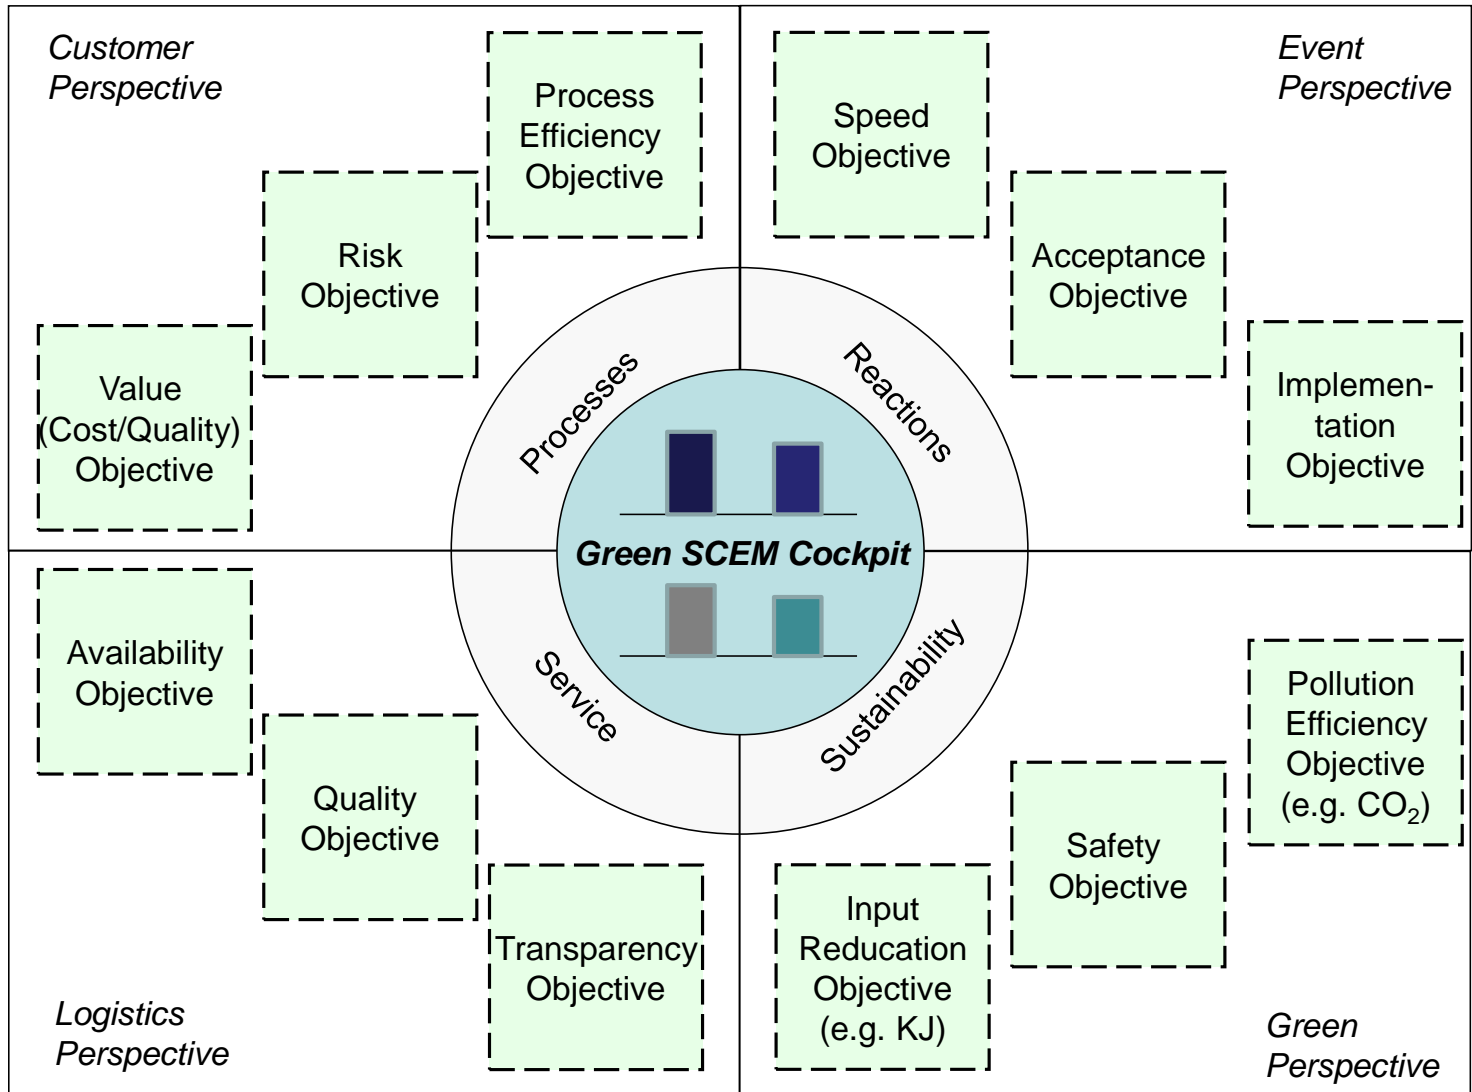 Customer
Perspective
Process
Efficiency
Objective
Risk
Objective
Value
(Cost/Quality)
Objective
Event
Perspective
Speed
Objective
Acceptance
Objective
Implemen-
tation
Objective
Processes
Reactions
Green SCEM Cockpit
Service
Sustainability
Availability
Objective
Quality
Objective
Transparency
Objective
Logistics
Perspective
Pollution
Efficiency
Objective
(e.g. CO₂)
Safety
Objective
Input
Reducation
Objective
(e.g. KJ)
Green
Perspective